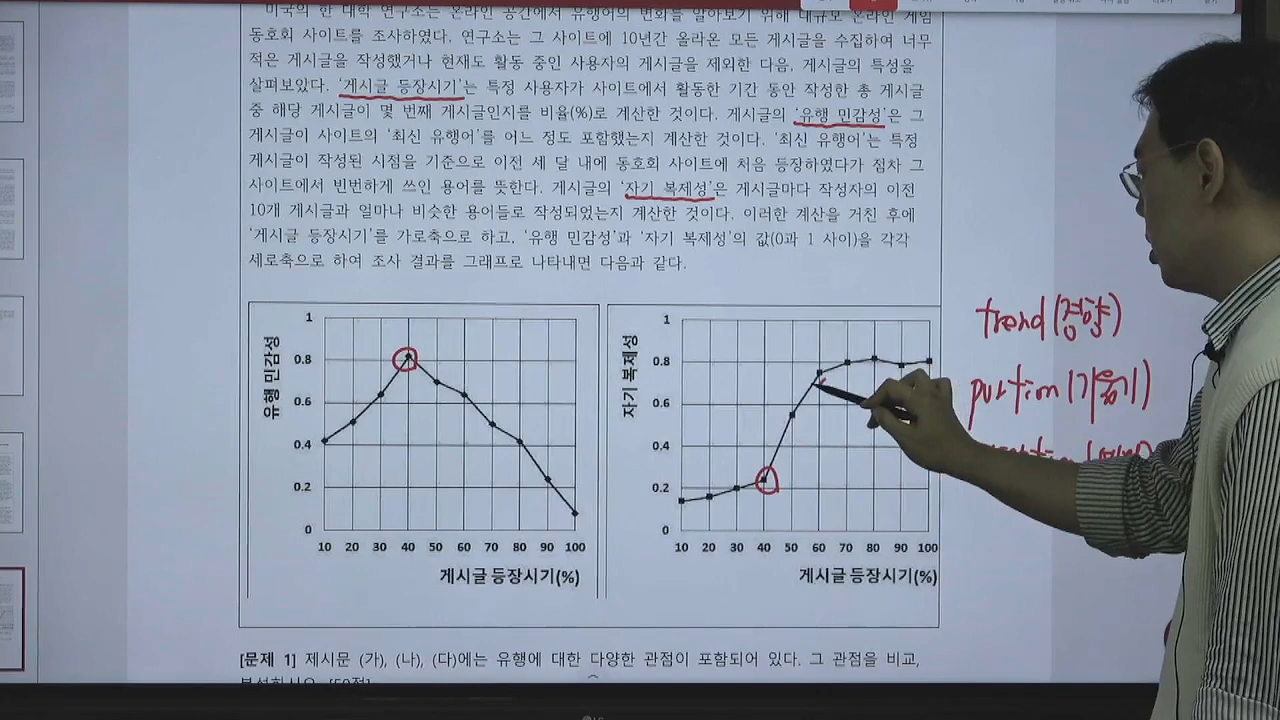 미국의 한 대학 연구소는 온라인 공간에서 유행어의 변화를 알아보기 위해 대규모 온라인 게임
동호회 사이트를 조사하였다. 연구소는 그 사이트에 10년간 올라온 모든 게시글을 수집하여 너무
적은 게시글을 작성했거나 현재도 활동 중인 사용자의 게시글을 제외한 다음, 게시글의 특성을
살펴보았다. '게시글 등장시기'는 특정 사용자가 사이트에서 활동한 기간 동안 작성한 총 게시글
중 해당 게시글이 몇 번째 게시글인지를 비율(%)로 계산한 것이다. 게시글의 '유행 민감성'은 그
게시글이 사이트의 '최신 유행어'를 어느 정도 포함했는지 계산한 것이다. '최신 유행어'는 특정
게시글이 작성된 시점을 기준으로 이전 세 달 내에 동호회 사이트에 처음 등장하였다가 점차 그
사이트에서 빈번하게 쓰인 용어를 뜻한다. 게시글의 '자기 복제성'은 게시글마다 작성자의 이전
10개 게시글과 얼마나 비슷한 용어들로 작성되었는지 계산한 것이다. 이러한 계산을 거친 후에
'게시글 등장시기'를 가로축으로 하고, '유행 민감성'과 '자기 복제성'의 값(0과 1 사이)을 각각
세로축으로 하여 조사 결과를 그래프로 나타내면 다음과 같다.
유행 민감성
1
0.8
0.6
0.4
0.2
0
10 20 30 40 50 60 70 80 90 100
게시글 등장시기(%)
자기 복제성
1
0.8
0.6
0.4
0.2
0
10 20 30 40 50 60 70 80 90 100
게시글 등장시기(%)
trend(경향)
portion(기울기)
[문제 1] 제시문 (가), (나), (다)에는 유행에 대한 다양한 관점이 포함되어 있다. 그 관점을 비교,
분석하시오. [50점]
LG